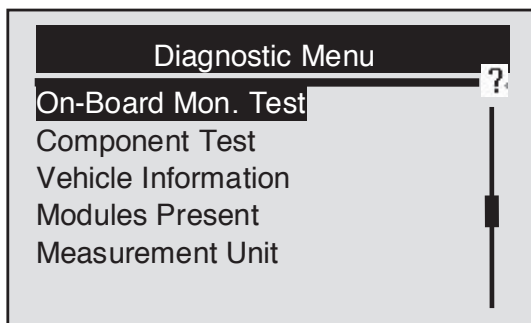 Diagnostic Menu
?
On-Board Mon. Test
Component Test
Vehicle Information
Modules Present
Measurement Unit